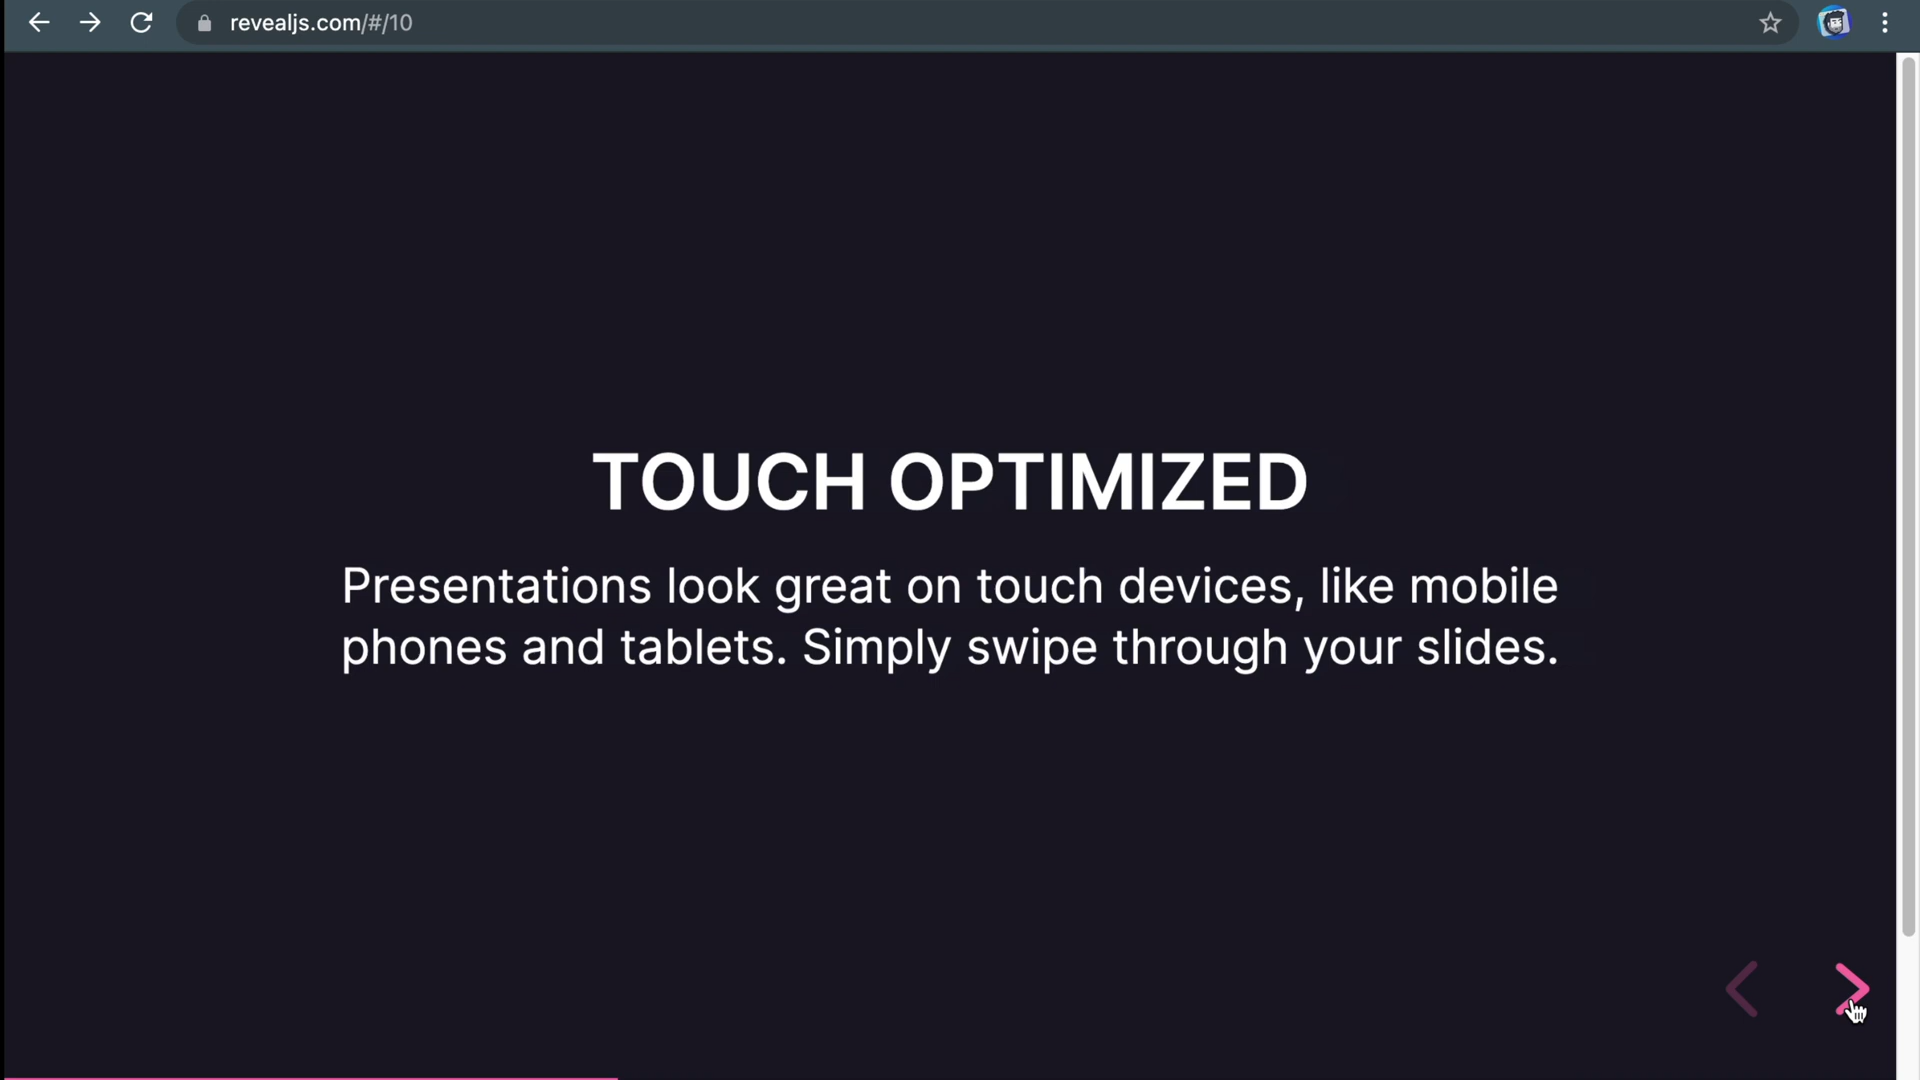 revealjs.com/#/10
TOUCH OPTIMIZED
Presentations look great on touch devices, like mobile
phones and tablets. Simply swipe through your slides.